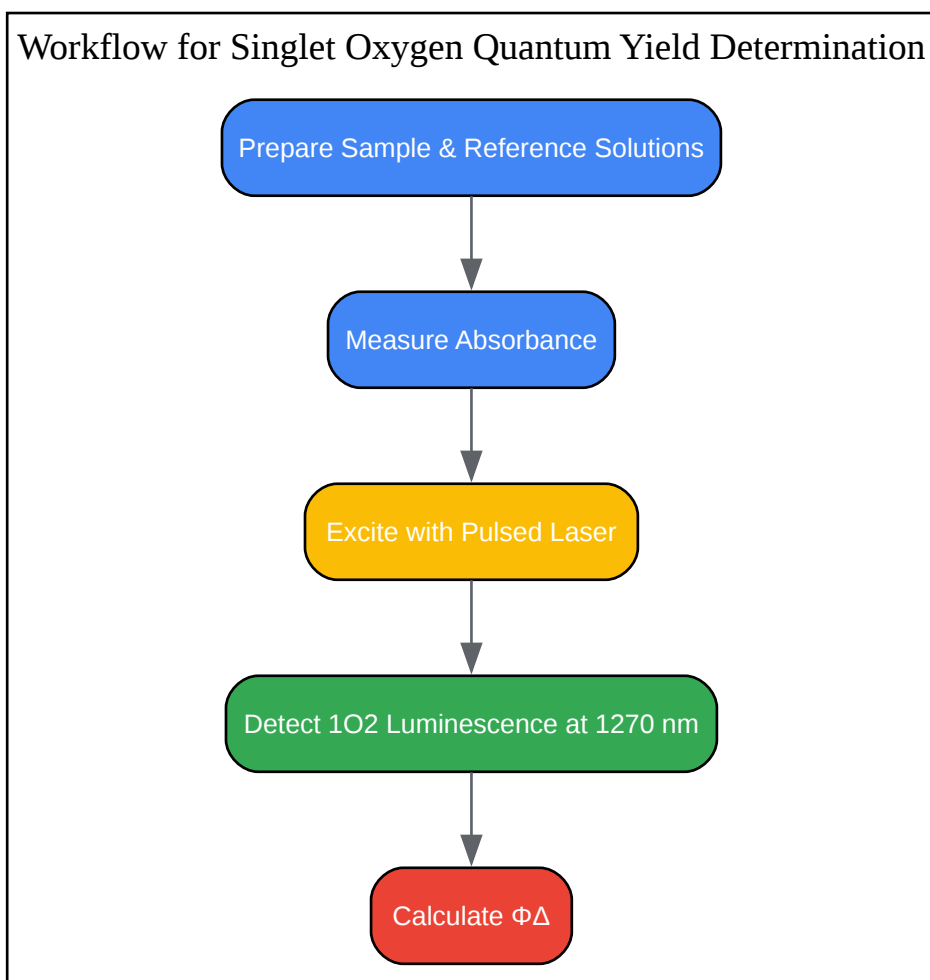 Workflow for Singlet Oxygen Quantum Yield Determination
Prepare Sample & Reference Solutions
Measure Absorbance
Excite with Pulsed Laser
Detect 1O2 Luminescence at 1270 nm
Calculate ΦΔ